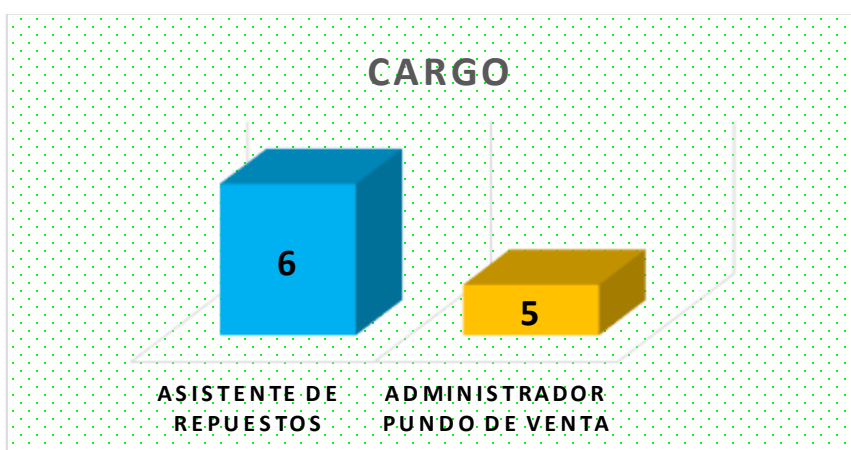 CARGO
6
5
ASISTENTE DE
REPUESTOS
ADMINISTRADOR
PUNDO DE VENTA